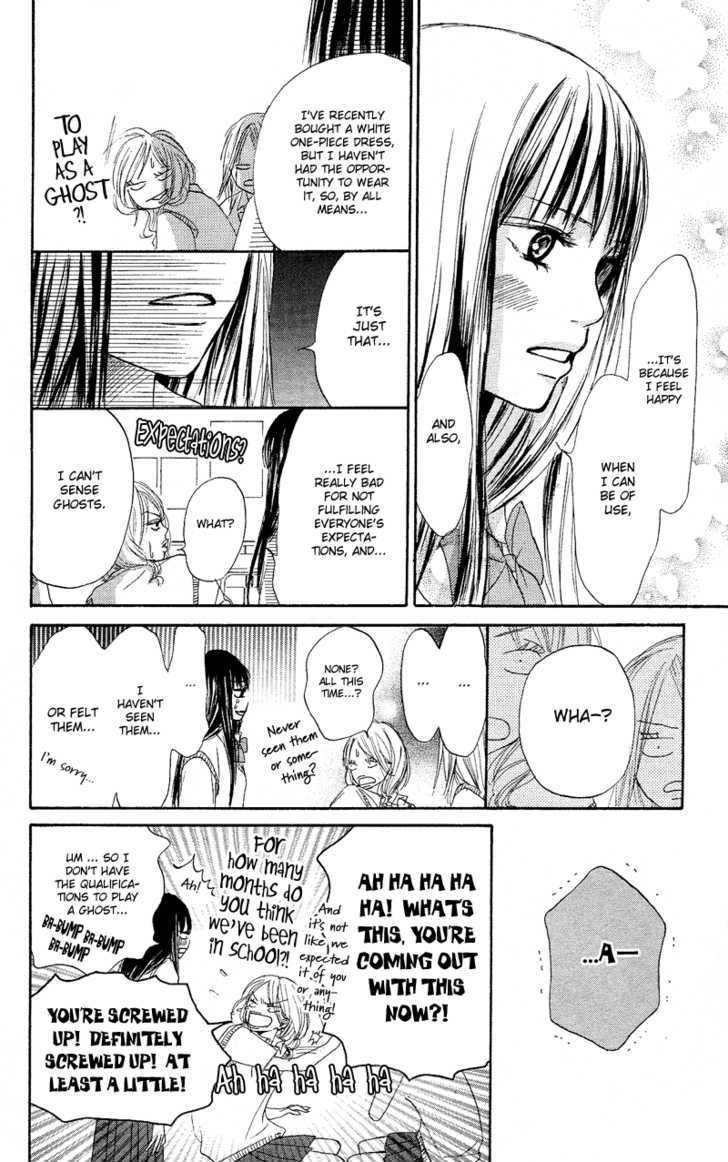 ...IT'S
BECAUSE
I FEEL
HAPPY
WHEN
I CAN
BE OF
USE,
AND
ALSO,
I'VE RECENTLY
BOUGHT A WHITE
ONE-PIECE DRESS,
BUT I HAVEN'T
HAD THE OPPOR-
TUNITY TO WEAR
IT, SO, BY ALL
MEANS...
TO
PLAY
AS A
GHOST
?!
IT'S
JUST
THAT...
...I FEEL
REALLY BAD
FOR NOT
FULFILLING
EVERYONE'S
EXPECTA-
TIONS, AND...
EXPECTATIONS?
WHAT?
I CAN'T
SENSE
GHOSTS.
WHA-?
... ...
NONE?
ALL THIS
TIME...?
Never
seen them
or some-
thing?
...
I
HAVEN'T
SEEN
THEM...
OR FELT
THEM...
I'm sorry...
...A—
AH HA HA HA
HA! WHAT'S
THIS, YOU'RE
COMING OUT
WITH THIS
NOW?!
And
it's not
like we
expected
it of you
or any-
thing!
For
how many
months do
you think
we've been
in school?!
Ah!
UM ... SO I
DON'T HAVE
THE QUALIFICA-
TIONS TO PLAY
A GHOST...
BA-BUMP BA-BUMP
BA-BUMP
YOU'RE SCREWED
UP! DEFINITELY
SCREWED UP! AT
LEAST A LITTLE!
Ah ha ha ha ha